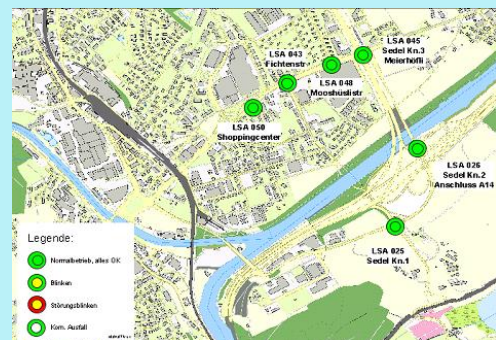 LSA 045
Sedel Kn.3
Meierhöfli
LSA 043
Fichtenstr
LSA 048
Mooshüslistr
LSA 050
Shoppingcenter
LSA 026
Sedel Kn.2
Anschluss A14
LSA 025
Sedel Kn.1
Legende:
Normalbetrieb, alles OK
Blinken
Störungsblinken
Kom. Ausfall